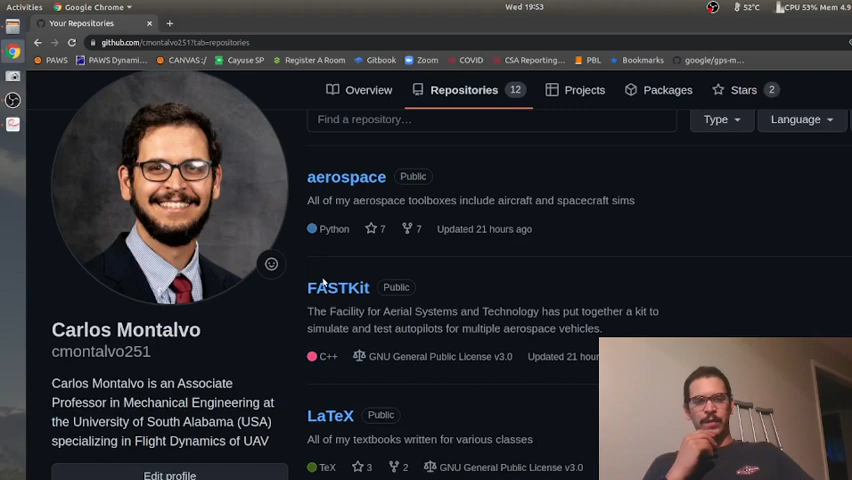 Activities
Google Chrome
Wed 19:53
52°C
CPU 53% Mem 4.9
Your Repositories
github.com/cmontalvo251?tab=repositories
PAWS
PAWS Dynami...
CANVAS :/
Cayuse SP
Register A Room
Gitbook
Zoom
COVID
CSA Reporting...
PBL
Bookmarks
google/gps-m...
Overview
Repositories 12
Projects
Packages
Stars 2
Find a repository...
Type
Language
aerospace Public
All of my aerospace toolboxes include aircraft and spacecraft sims
Python 7 7 Updated 21 hours ago
FASTKit Public
The Facility for Aerial Systems and Technology has put together a kit to
simulate and test autopilots for multiple aerospace vehicles.
C++ GNU General Public License v3.0 Updated 21 hour
LaTeX Public
All of my textbooks written for various classes
TeX 3 2 GNU General Public License v3.0
Carlos Montalvo
cmontalvo251
Carlos Montalvo is an Associate
Professor in Mechanical Engineering at
the University of South Alabama (USA)
specializing in Flight Dynamics of UAV
Edit profile